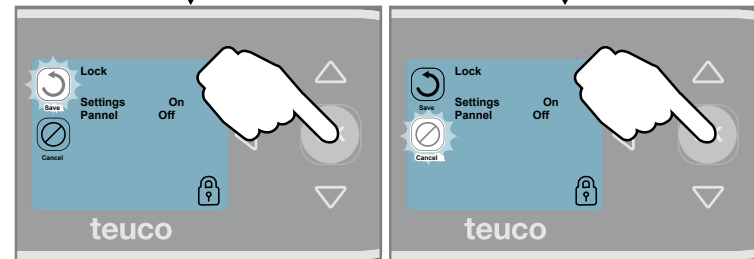 Lock
Save
Settings On
Pannel Off
Cancel
teuco
Lock
Save
Settings On
Pannel Off
Cancel
teuco